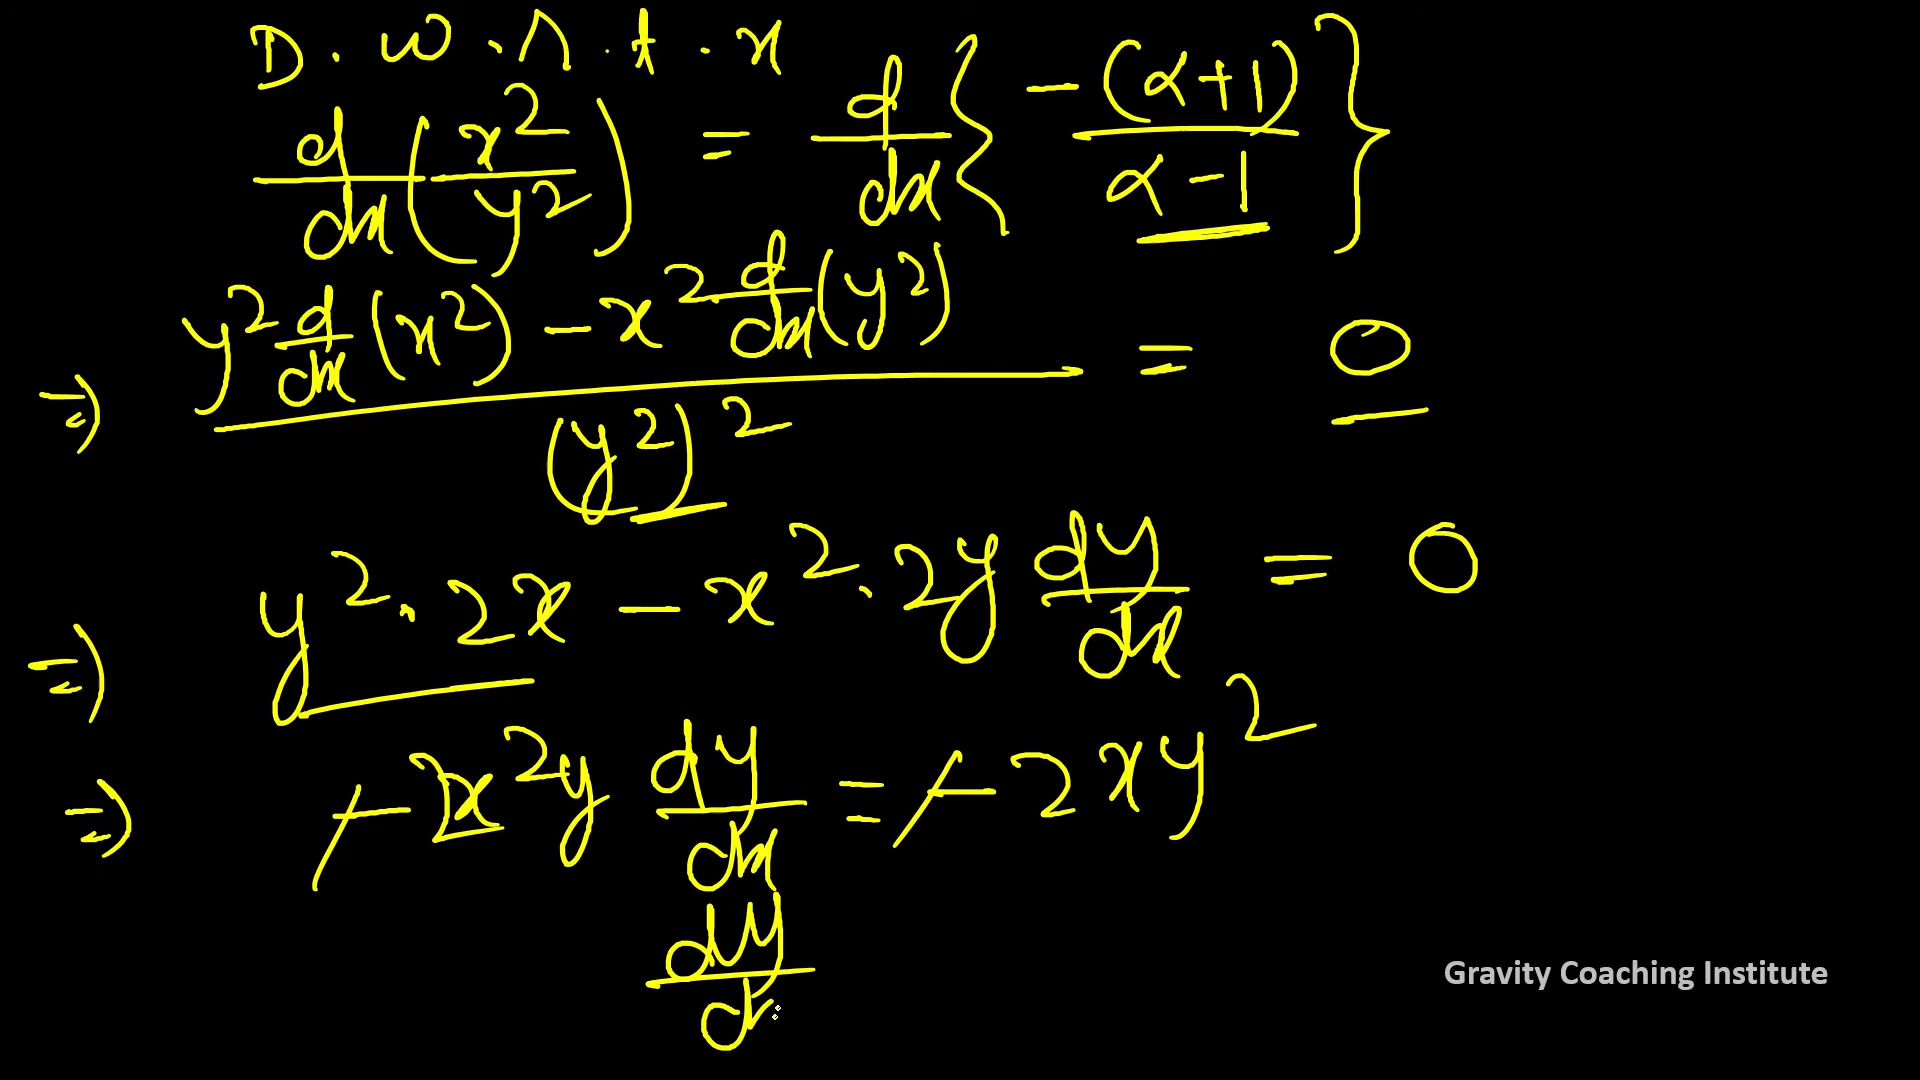 D . w . r . t . x
d/dx (x²/y²) = d/dx { -(α+1)/(α-1) }
⇒ (y² d/dx (x²) - x² d/dx (y²))/(y²)² = 0
⇒ y² . 2x - x² . 2y dy/dx = 0
⇒ - 2x²y dy/dx = - 2xy²
dy/d
Gravity Coaching Institute